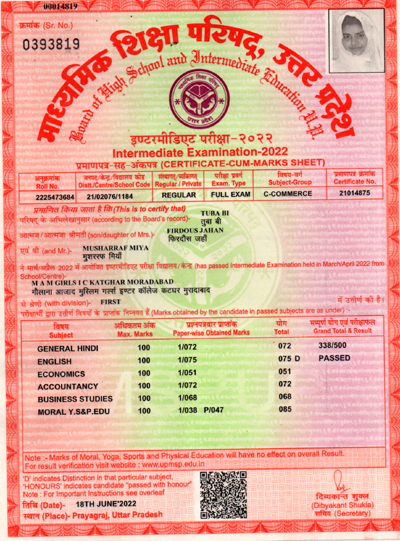 00014819
क्रमांक (Sr. No.)
0393819
माध्यमिक शिक्षा परिषद, उत्तर प्रदेश
Board of High School and Intermediate Education, U.P.
इण्टरमीडिएट परीक्षा-२०२२
Intermediate Examination-2022
प्रमाणपत्र-सह-अंकपत्र (CERTIFICATE-CUM-MARKS SHEET)
अनुक्रमांक Roll No. जनपद/केन्द्र/विद्यालय कोड Distt./Centre/School Code संस्थागत/व्यक्तिगत Regular / Private परीक्षा प्रकार Exam. Type विषय-वर्ग Subject-Group प्रमाणपत्र क्रमांक Certificate No.
2225473684 21/02076/1184 REGULAR FULL EXAM C-COMMERCE 21014875
प्रमाणित किया जाता है कि (This is to certify that) TUBA BI
परिषद् के अभिलेखानुसार (according to the Board's record)- तुबा बी
आत्मज / आत्मजा श्रीमती (son/daughter of Mrs.) FIRDOUS JAHAN
फिरदौस जहाँ
एवं श्री (and Mr.)- MUSHARRAF MIYA
मुशररफ मियाँ
ने मार्च/अप्रैल 2022 में आयोजित इण्टरमीडिएट परीक्षा विद्यालय/केन्द्र (has passed Intermediate Examination held in March/April 2022 from
School/Centre)
M A M GIRLS I C KATGHAR MORADABAD
मौलाना आजाद मुस्लिम गर्ल्स इण्टर कॉलेज कटघर मुरादाबाद
से श्रेणी (with division)- FIRST में उत्तीर्ण की है।
परीक्षार्थी द्वारा उत्तीर्ण विषयों के प्राप्तांक निम्नवत हैं (Marks obtained by the candidate in passed subjects are as under) :-
विषय Subject अधिकतम अंक Max. Marks प्रश्नपत्रवार प्राप्तांक Paper-wise Obtained Marks योग Total सम्पूर्ण योग एवं परीक्षाफल Grand Total & Result
GENERAL HINDI 100 1/072 072 338/500
ENGLISH 100 1/075 075 D PASSED
ECONOMICS 100 1/051 051
ACCOUNTANCY 100 1/072 072
BUSINESS STUDIES 100 1/068 068
MORAL Y.S&P.EDU 100 1/038 P/047 085
Note :- Marks of Moral, Yoga, Sports and Physical Education will have no effect on overall Result.
For result verification visit website : www.upmsp.edu.in
'D' indicates Distinction in that particular subject.
'HONOURS' indicates candidate "passed with honour"
Note : For Important Instructions see overleaf
तिथि (Date)- 18TH JUNE'2022
स्थान (Place)- Prayagraj, Uttar Pradesh
दिव्यकान्त शुक्ल
(Dibyakant Shukla)
सचिव (Secretary)